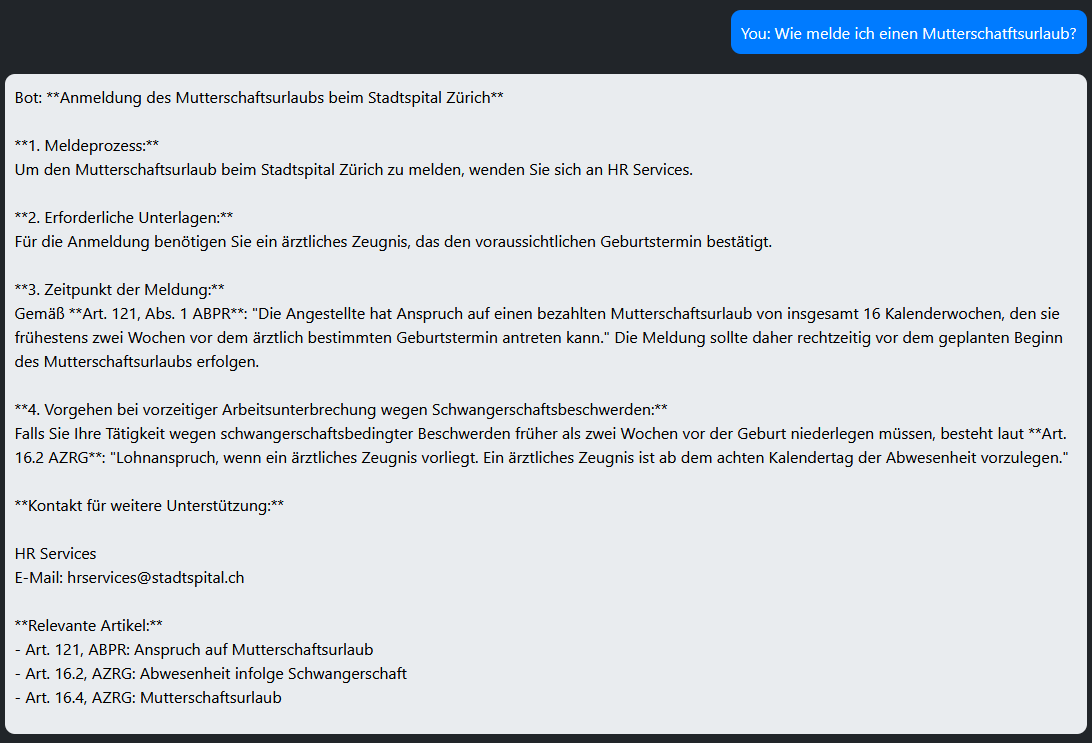 You: Wie melde ich einen Mutterschatftsurlaub?
Bot: **Anmeldung des Mutterschaftsurlaubs beim Stadtspital Zürich**
**1. Meldeprozess:**
Um den Mutterschaftsurlaub beim Stadtspital Zürich zu melden, wenden Sie sich an HR Services.
**2. Erforderliche Unterlagen:**
Für die Anmeldung benötigen Sie ein ärztliches Zeugnis, das den voraussichtlichen Geburtstermin bestätigt.
**3. Zeitpunkt der Meldung:**
Gemäß **Art. 121, Abs. 1 ABPR**: "Die Angestellte hat Anspruch auf einen bezahlten Mutterschaftsurlaub von insgesamt 16 Kalenderwochen, den sie
frühestens zwei Wochen vor dem ärztlich bestimmten Geburtstermin antreten kann." Die Meldung sollte daher rechtzeitig vor dem geplanten Beginn
des Mutterschaftsurlaubs erfolgen.
**4. Vorgehen bei vorzeitiger Arbeitsunterbrechung wegen Schwangerschaftsbeschwerden:**
Falls Sie Ihre Tätigkeit wegen schwangerschaftsbedingter Beschwerden früher als zwei Wochen vor der Geburt niederlegen müssen, besteht laut **Art.
16.2 AZRG**: "Lohnanspruch, wenn ein ärztliches Zeugnis vorliegt. Ein ärztliches Zeugnis ist ab dem achten Kalendertag der Abwesenheit vorzulegen."
**Kontakt für weitere Unterstützung:**
HR Services
E-Mail: hrservices@stadtspital.ch
**Relevante Artikel:**
- Art. 121, ABPR: Anspruch auf Mutterschaftsurlaub
- Art. 16.2, AZRG: Abwesenheit infolge Schwangerschaft
- Art. 16.4, AZRG: Mutterschaftsurlaub